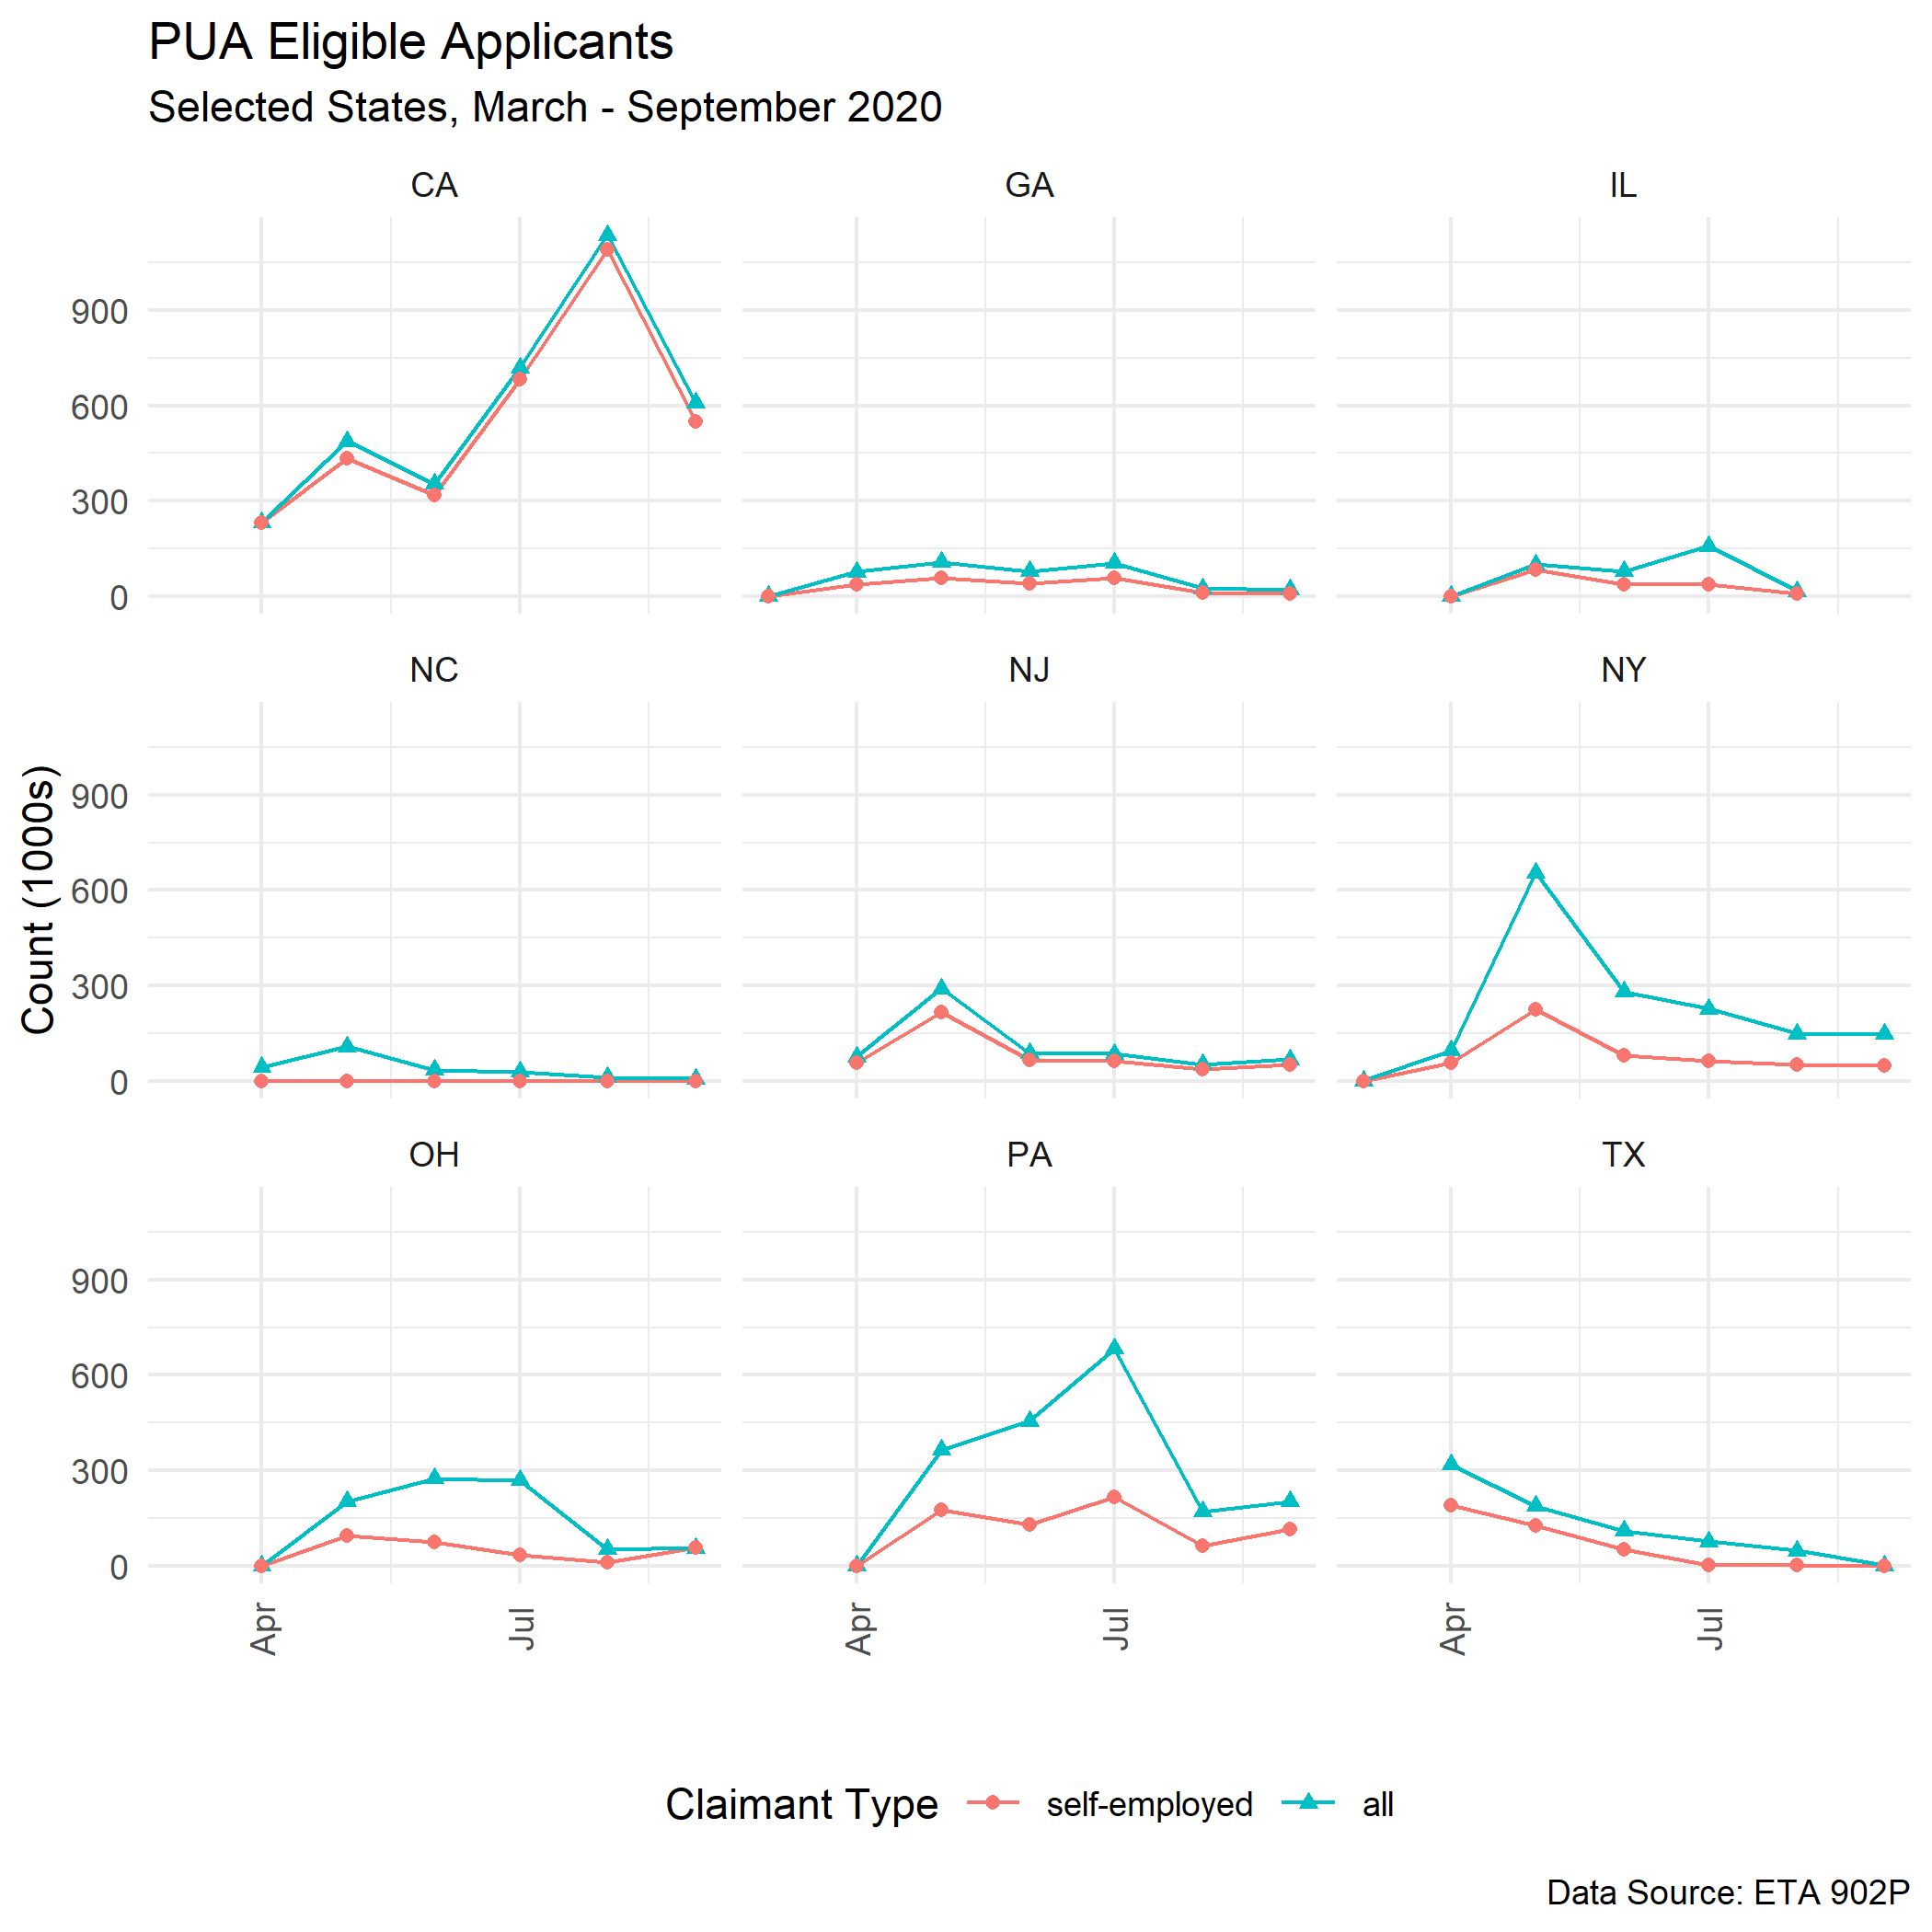 PUA Eligible Applicants
Selected States, March - September 2020
CA
GA
IL
900
600
300
0
NC
NJ
NY
Count (1000s)
900
600
300
0
OH
PA
TX
900
600
300
0
Apr
Jul
Apr
Jul
Apr
Jul
Claimant Type self-employed all
Data Source: ETA 902P